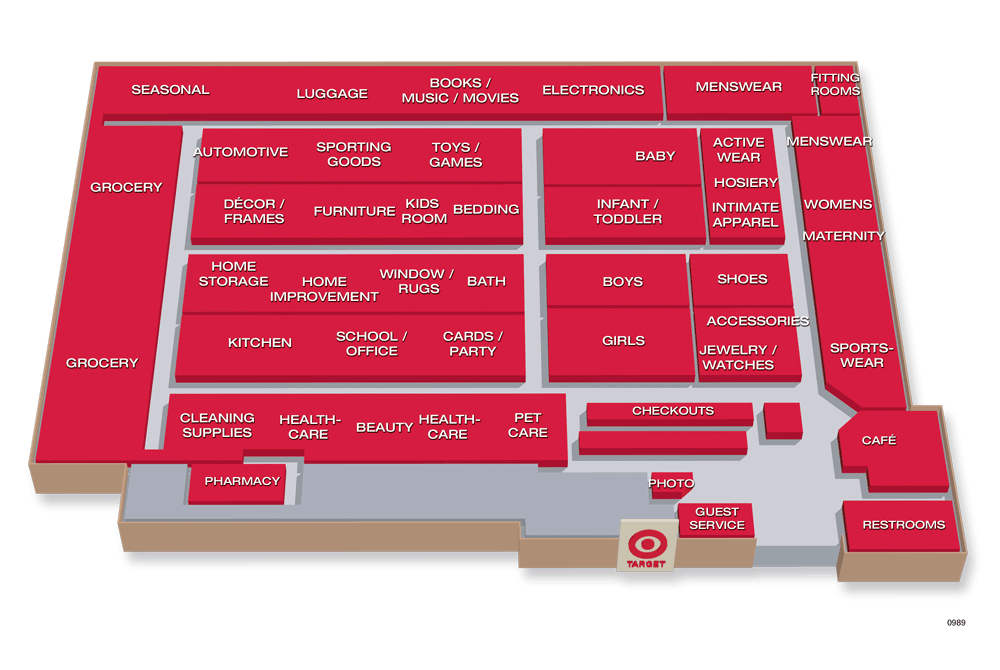 SEASONAL
LUGGAGE
BOOKS /
MUSIC / MOVIES
ELECTRONICS
MENSWEAR
FITTING
ROOMS
GROCERY
AUTOMOTIVE
SPORTING
GOODS
TOYS /
GAMES
BABY
ACTIVE
WEAR
HOSIERY
INTIMATE
APPAREL
MENSWEAR
WOMENS
MATERNITY
DÉCOR /
FRAMES
FURNITURE
KIDS
ROOM
BEDDING
INFANT /
TODDLER
HOME
STORAGE
HOME
IMPROVEMENT
WINDOW /
RUGS
BATH
BOYS
SHOES
GROCERY
KITCHEN
SCHOOL /
OFFICE
CARDS /
PARTY
GIRLS
ACCESSORIES
JEWELRY /
WATCHES
SPORTS-
WEAR
CLEANING
SUPPLIES
HEALTH-
CARE
BEAUTY
HEALTH-
CARE
PET
CARE
CHECKOUTS
CAFÉ
PHARMACY
PHOTO
GUEST
SERVICE
RESTROOMS
TARGET
0989